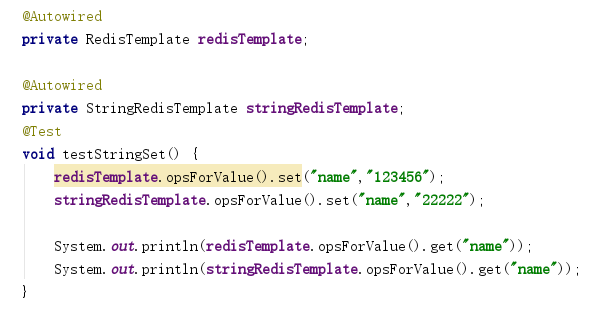 @Autowired
private RedisTemplate redisTemplate;
@Autowired
private StringRedisTemplate stringRedisTemplate;
@Test
void testStringSet() {
redisTemplate.opsForValue().set("name","123456");
stringRedisTemplate.opsForValue().set("name","22222");
System.out.println(redisTemplate.opsForValue().get("name"));
System.out.println(stringRedisTemplate.opsForValue().get("name"));
}